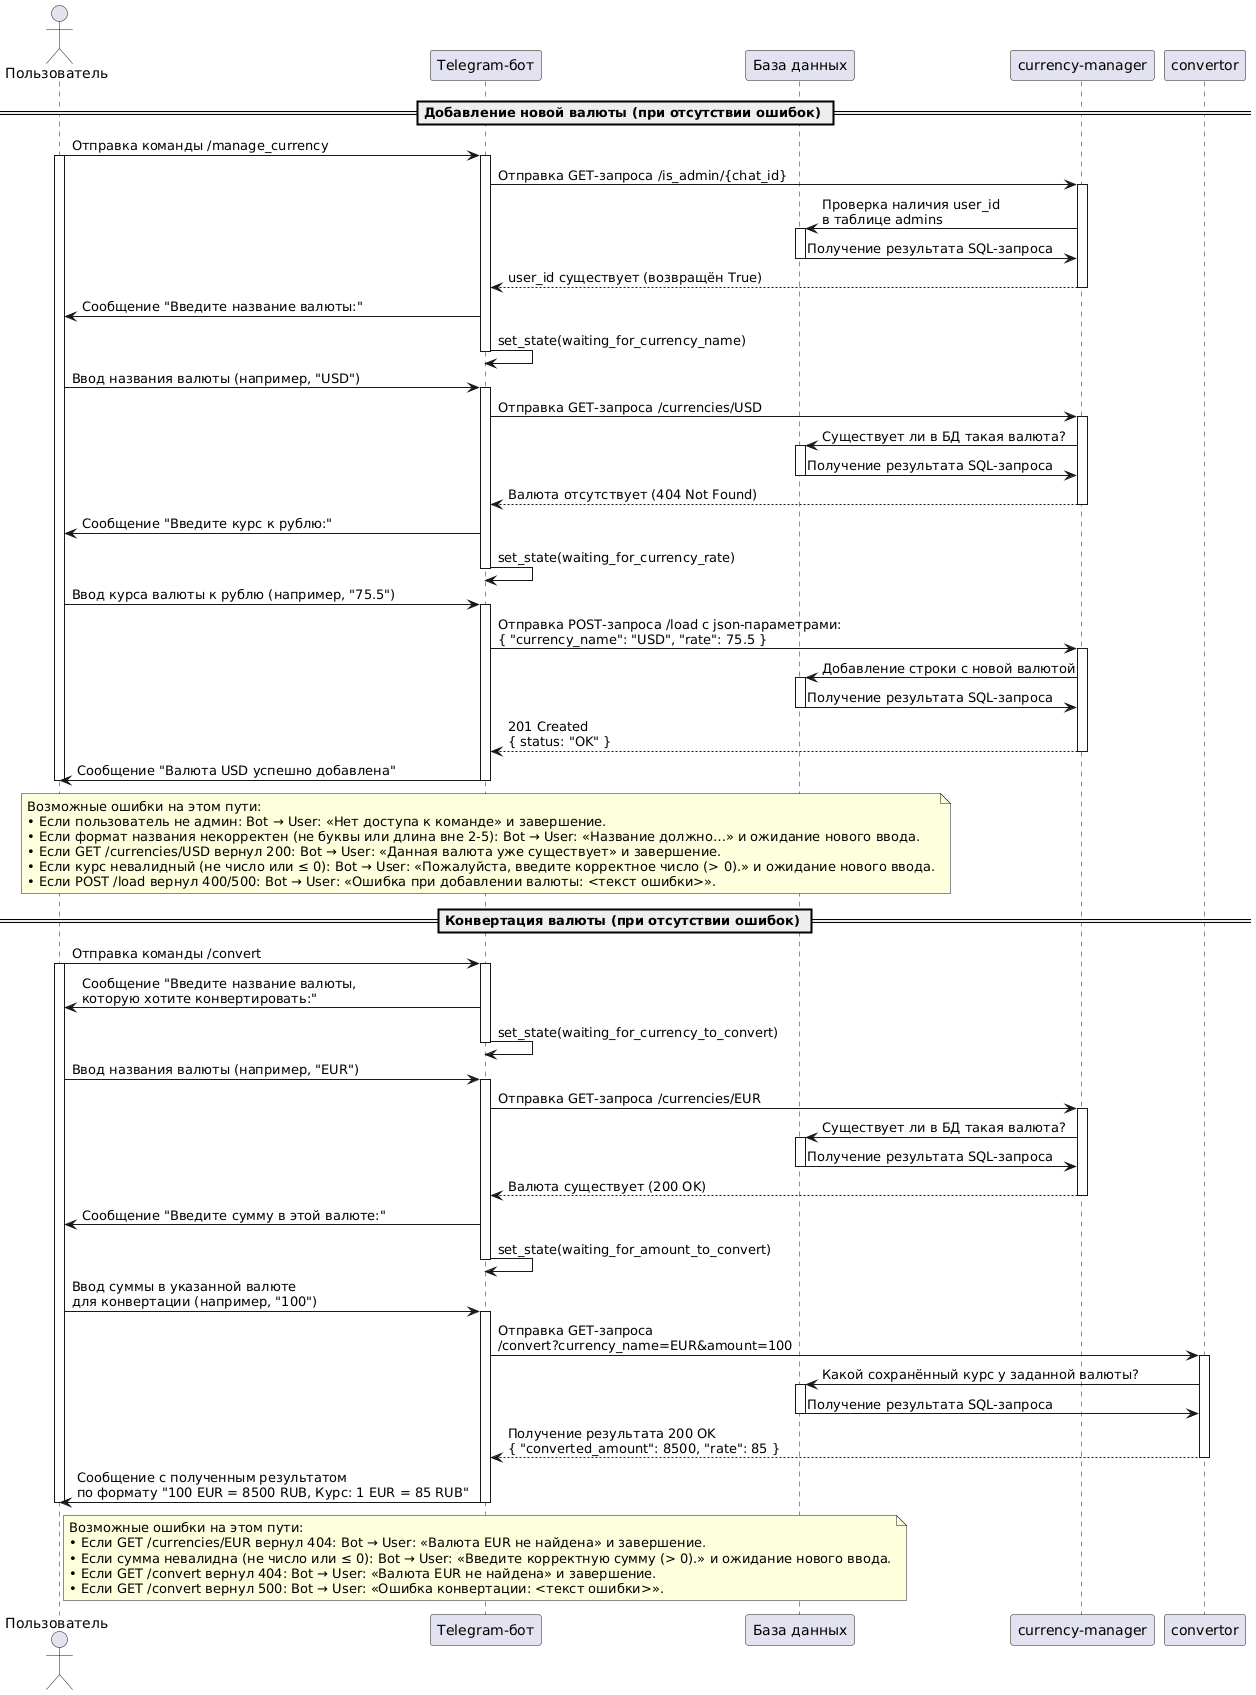 Пользователь
Telegram-бот
База данных
currency-manager
convertor
Добавление новой валюты (при отсутствии ошибок)
Отправка команды /manage_currency
Отправка GET-запроса /is_admin/{chat_id}
Проверка наличия user_id
в таблице admins
Получение результата SQL-запроса
user_id существует (возвращён True)
Сообщение "Введите название валюты:"
set_state(waiting_for_currency_name)
Ввод названия валюты (например, "USD")
Отправка GET-запроса /currencies/USD
Существует ли в БД такая валюта?
Получение результата SQL-запроса
Валюта отсутствует (404 Not Found)
Сообщение "Введите курс к рублю:"
set_state(waiting_for_currency_rate)
Ввод курса валюты к рублю (например, "75.5")
Отправка POST-запроса /load с json-параметрами:
{ "currency_name": "USD", "rate": 75.5 }
Добавление строки с новой валютой
Получение результата SQL-запроса
201 Created
{ status: "OK" }
Сообщение "Валюта USD успешно добавлена"
Возможные ошибки на этом пути:
• Если пользователь не админ: Bot → User: «Нет доступа к команде» и завершение.
• Если формат названия некорректен (не буквы или длина вне 2-5): Bot → User: «Название должно…» и ожидание нового ввода.
• Если GET /currencies/USD вернул 200: Bot → User: «Данная валюта уже существует» и завершение.
• Если курс невалидный (не число или ≤ 0): Bot → User: «Пожалуйста, введите корректное число (> 0).» и ожидание нового ввода.
• Если POST /load вернул 400/500: Bot → User: «Ошибка при добавлении валюты: <текст ошибки>».
Конвертация валюты (при отсутствии ошибок)
Отправка команды /convert
Сообщение "Введите название валюты,
которую хотите конвертировать:"
set_state(waiting_for_currency_to_convert)
Ввод названия валюты (например, "EUR")
Отправка GET-запроса /currencies/EUR
Существует ли в БД такая валюта?
Получение результата SQL-запроса
Валюта существует (200 OK)
Сообщение "Введите сумму в этой валюте:"
set_state(waiting_for_amount_to_convert)
Ввод суммы в указанной валюте
для конвертации (например, "100")
Отправка GET-запроса
/convert?currency_name=EUR&amount=100
Какой сохранённый курс у заданной валюты?
Получение результата SQL-запроса
Получение результата 200 OK
{ "converted_amount": 8500, "rate": 85 }
Сообщение с полученным результатом
по формату "100 EUR = 8500 RUB, Курс: 1 EUR = 85 RUB"
Возможные ошибки на этом пути:
• Если GET /currencies/EUR вернул 404: Bot → User: «Валюта EUR не найдена» и завершение.
• Если сумма невалидна (не число или ≤ 0): Bot → User: «Введите корректную сумму (> 0).» и ожидание нового ввода.
• Если GET /convert вернул 404: Bot → User: «Валюта EUR не найдена» и завершение.
• Если GET /convert вернул 500: Bot → User: «Ошибка конвертации: <текст ошибки>».
Пользователь
Telegram-бот
База данных
currency-manager
convertor